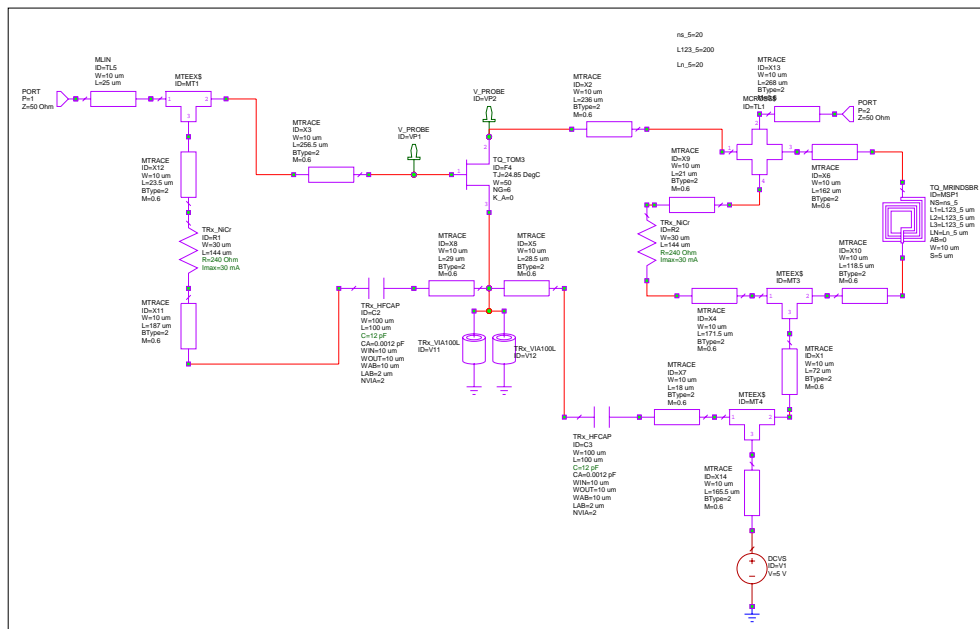 ns_5=20
L123_5=200
Ln_5=20
MLIN
ID=TL5
W=10 um
L=25 um
PORT
P=1
Z=50 Ohm
MTEEX$
ID=MT1
1
2
3
MTRACE
ID=X12
W=10 um
L=23.5 um
BType=2
M=0.6
TRx_NiCr
ID=R1
W=30 um
L=144 um
R=240 Ohm
Imax=30 mA
MTRACE
ID=X11
W=10 um
L=187 um
BType=2
M=0.6
MTRACE
ID=X3
W=10 um
L=256.5 um
BType=2
M=0.6
V_PROBE
ID=VP1
V_PROBE
ID=VP2
1
2
3
TQ_TOM3
ID=F4
TJ=24.85 DegC
W=50
NG=6
K_A=0
MTRACE
ID=X2
W=10 um
L=236 um
BType=2
M=0.6
MTRACE
ID=X13
W=10 um
L=268 um
BType=2
ID=TL1
PORT
P=2
Z=50 Ohm
1
2
3
4
MTRACE
ID=X9
W=10 um
L=21 um
BType=2
M=0.6
MTRACE
ID=X6
W=10 um
L=162 um
BType=2
M=0.6
TQ_MRINDSBR
ID=MSP1
NS=ns_5
L1=L123_5 um
L2=L123_5 um
L3=L123_5 um
LN=Ln_5 um
AB=0
W=10 um
S=5 um
TRx_NiCr
ID=R2
W=30 um
L=144 um
R=240 Ohm
Imax=30 mA
MTRACE
ID=X8
W=10 um
L=29 um
BType=2
M=0.6
MTRACE
ID=X5
W=10 um
L=28.5 um
BType=2
M=0.6
MTRACE
ID=X10
W=10 um
L=118.5 um
BType=2
M=0.6
MTEEX$
ID=MT3
1
2
3
TRx_HFCAP
ID=C2
W=100 um
L=100 um
C=12 pF
CA=0.0012 pF
WIN=10 um
WOUT=10 um
WAB=10 um
LAB=2 um
NVIA=2
TRx_VIA100L
ID=V11
TRx_VIA100L
ID=V12
MTRACE
ID=X4
W=10 um
L=171.5 um
BType=2
M=0.6
MTRACE
ID=X1
W=10 um
L=72 um
BType=2
M=0.6
MTRACE
ID=X7
W=10 um
L=18 um
BType=2
M=0.6
MTEEX$
ID=MT4
1
2
3
TRx_HFCAP
ID=C3
W=100 um
L=100 um
C=12 pF
CA=0.0012 pF
WIN=10 um
WOUT=10 um
WAB=10 um
LAB=2 um
NVIA=2
MTRACE
ID=X14
W=10 um
L=165.5 um
BType=2
M=0.6
DCVS
ID=V1
V=5 V